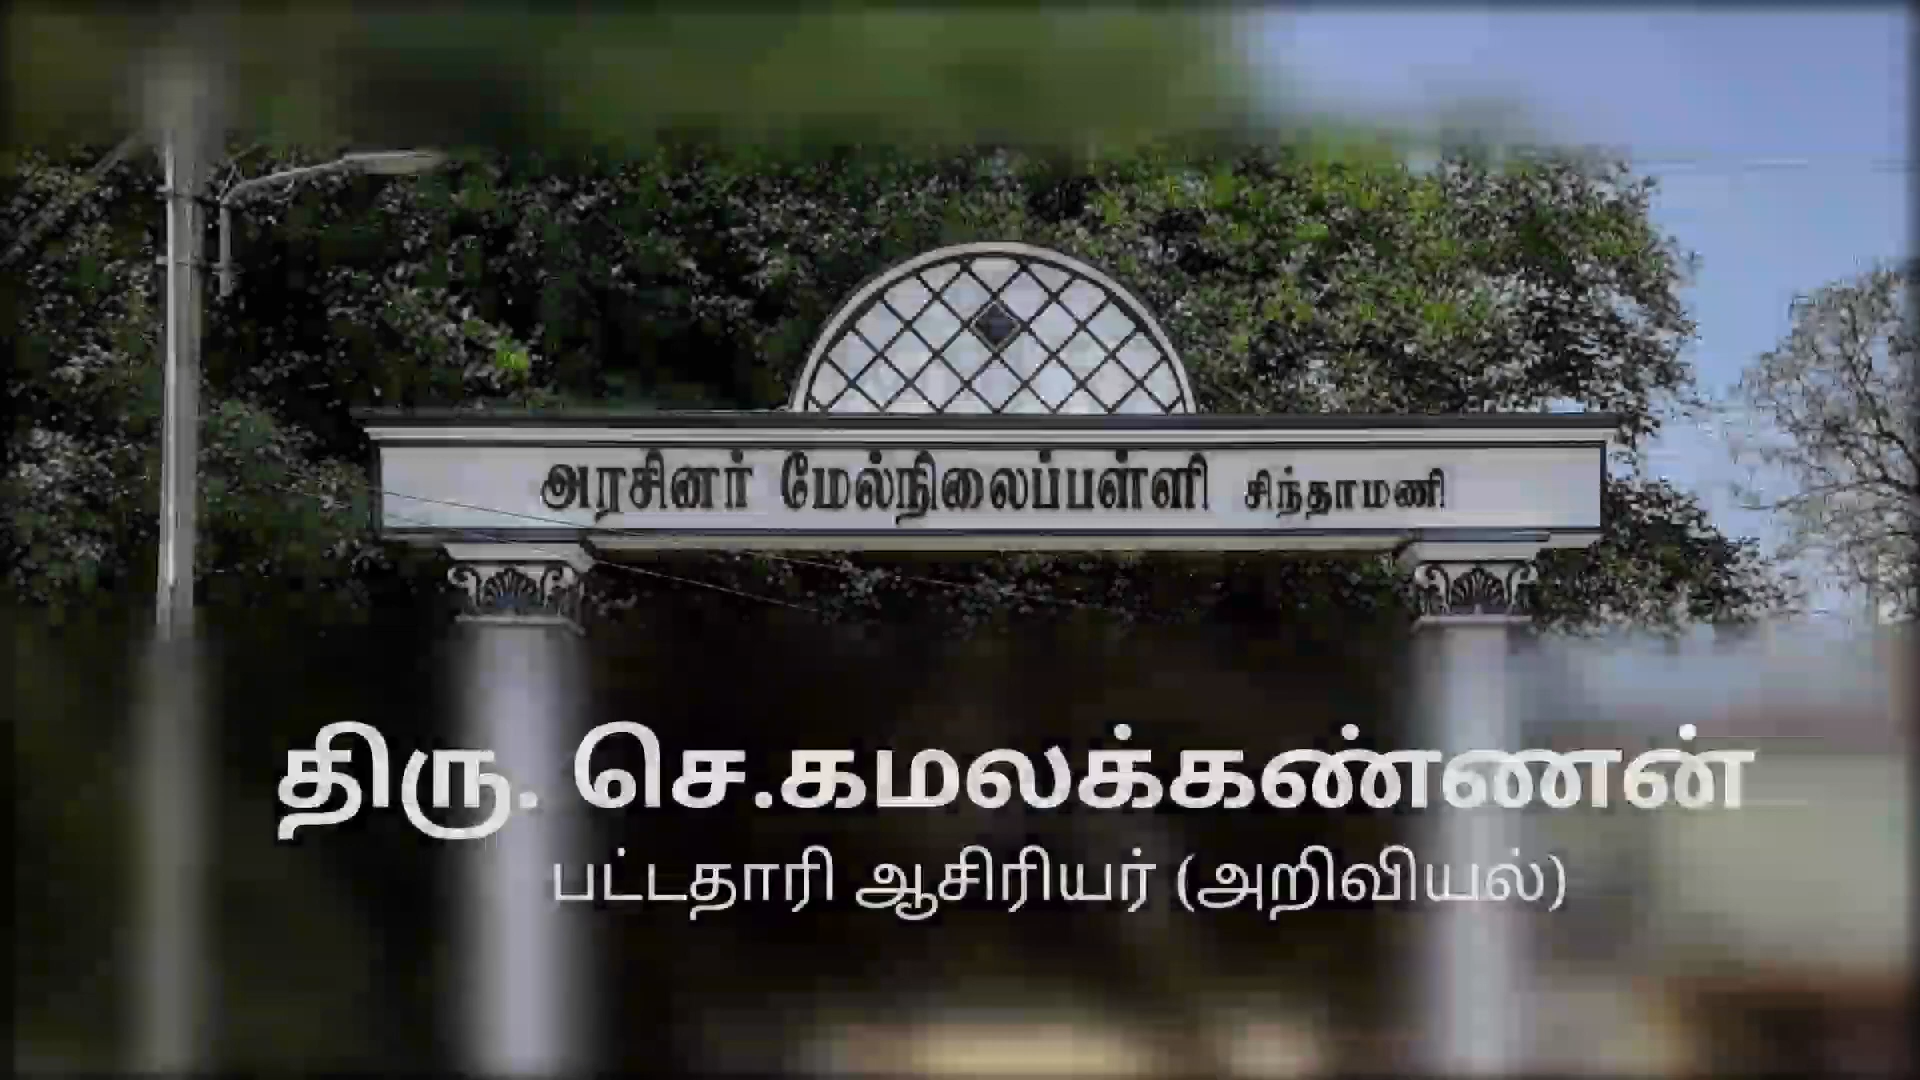 அரசினர் மேல்நிலைப்பள்ளி சிந்தாமணி
திரு. செ.கமலக்கண்ணன்
பட்டதாரி ஆசிரியர் (அறிவியல்)